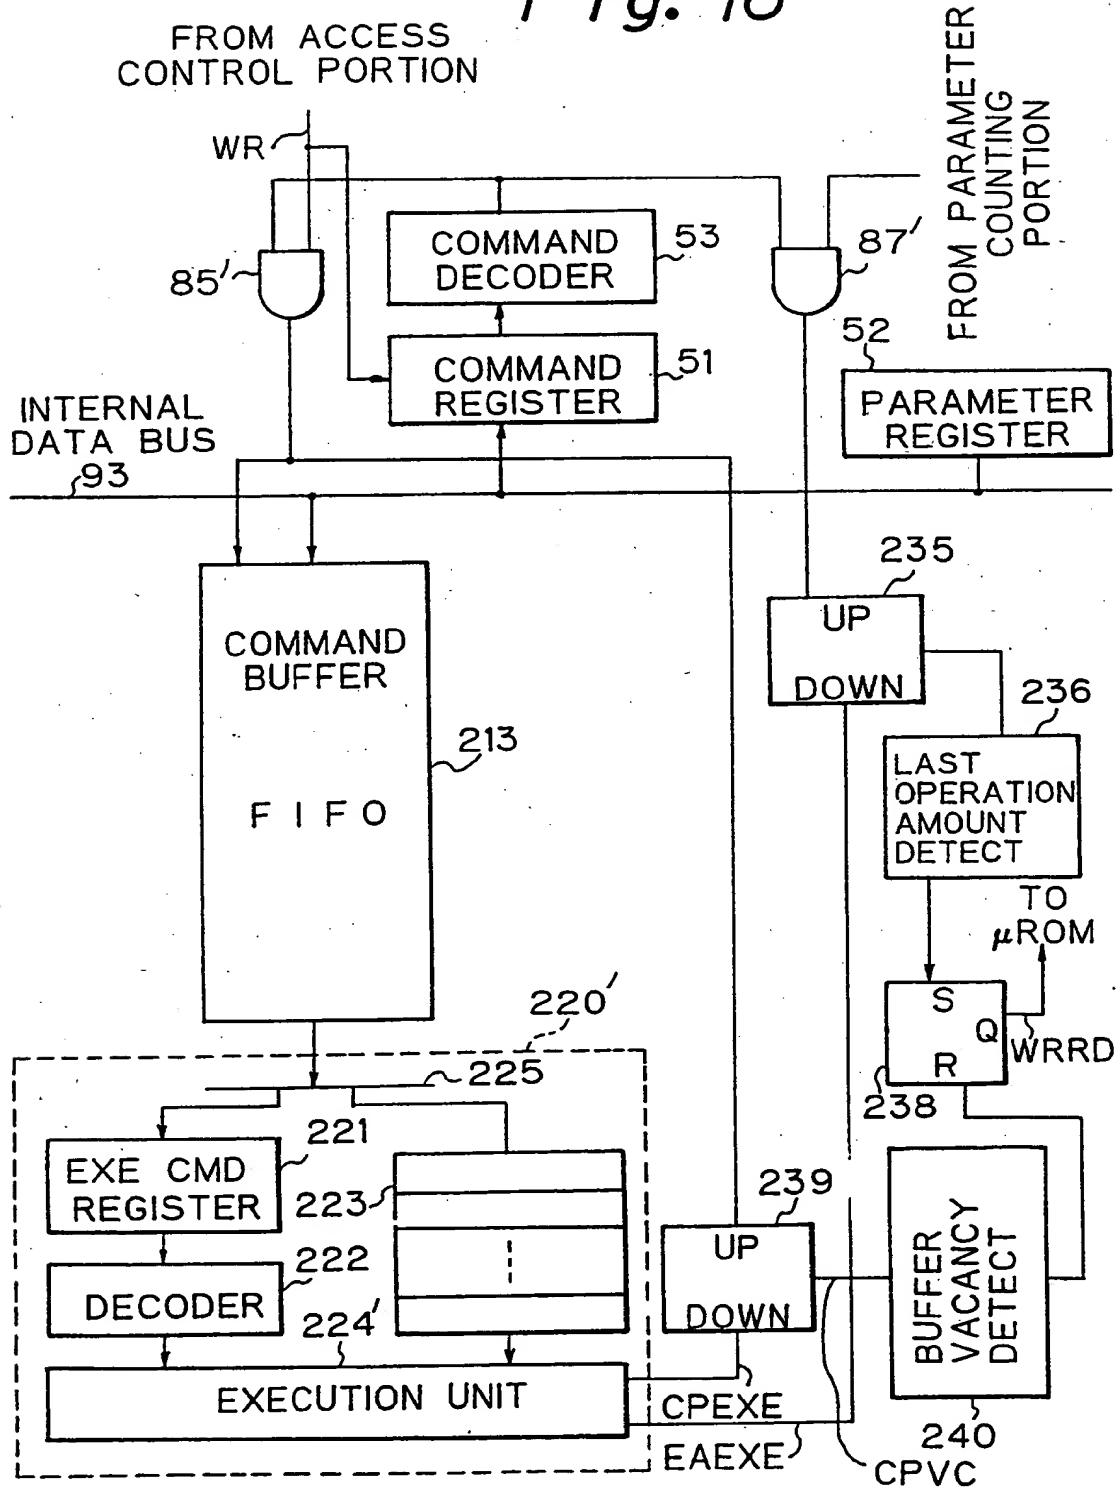 FROM ACCESS
CONTROL PORTION
WR
FROM PARAMETER
COUNTING
PORTION
85'
COMMAND
DECODER
53
87'
COMMAND
REGISTER
51
52
PARAMETER
REGISTER
INTERNAL
DATA BUS
93
COMMAND
BUFFER
FIFO
213
235
UP
DOWN
236
LAST
OPERATION
AMOUNT
DETECT
TO
μROM
S
Q
R
WRRD
238
220'
225
221
EXE CMD
REGISTER
223
222
DECODER
224'
EXECUTION UNIT
239
UP
DOWN
CPEXE
EAEXE
BUFFER
VACANCY
DETECT
240
CPVC